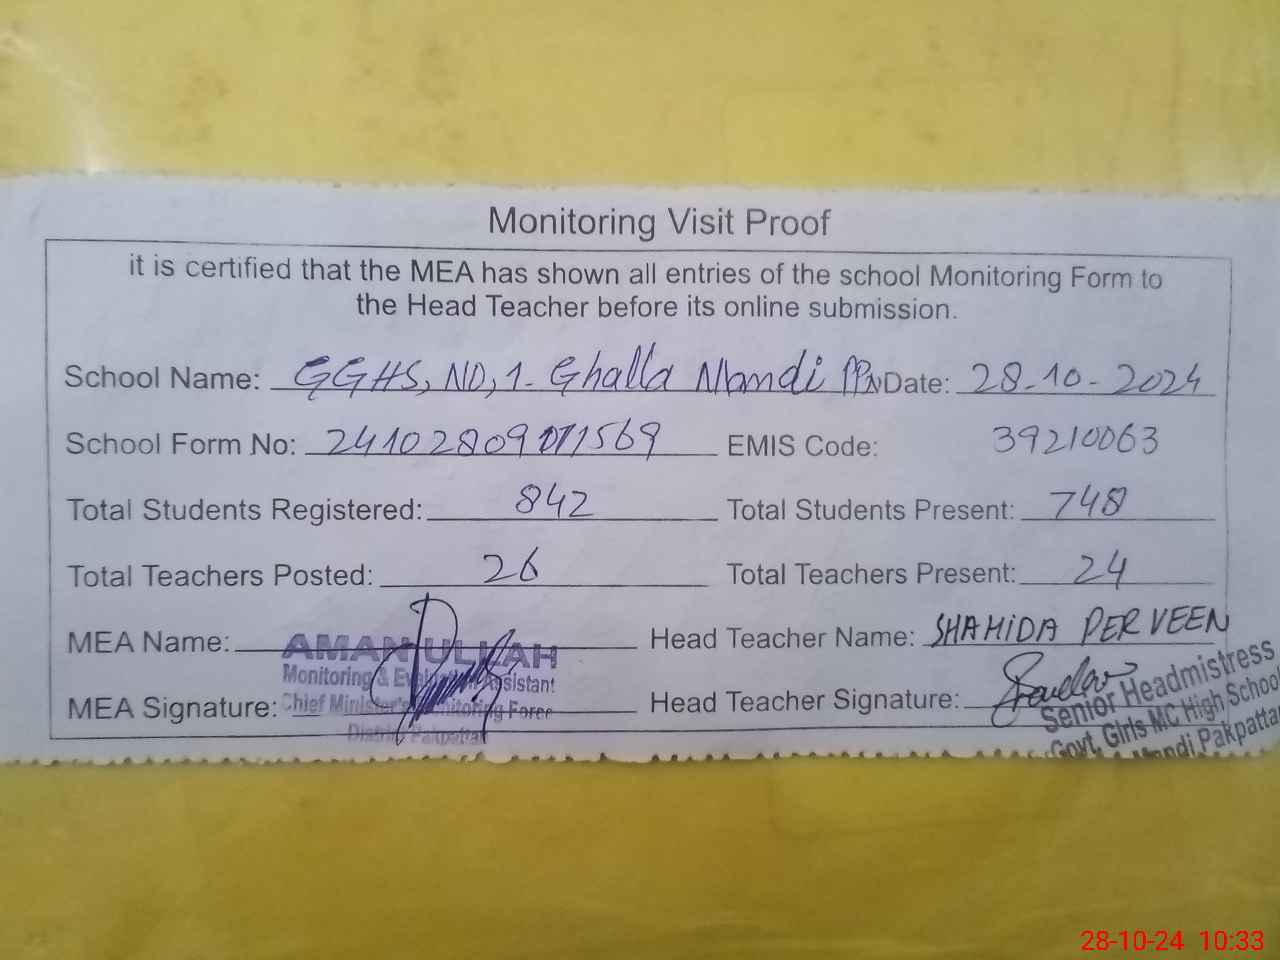 Monitoring Visit Proof
it is certified that the MEA has shown all entries of the school Monitoring Form to
the Head Teacher before its online submission.
School Name: GGHS, NO, 1- Ghalla Mandi PPN Date: 28-10-2024
School Form No: 24102809071569 EMIS Code: 39210063
Total Students Registered: 842 Total Students Present: 748
Total Teachers Posted: 26 Total Teachers Present: 24
MEA Name: AMAN ULLAH Head Teacher Name: SHAHIDA PERVEEN
Monitoring & Evaluation Assistant
MEA Signature: Chief Minister's Monitoring Force Head Teacher Signature:
District Pakpattan
Senior Headmistress
Govt. Girls MC High School
Mandi Pakpattan
28-10-24 10:33